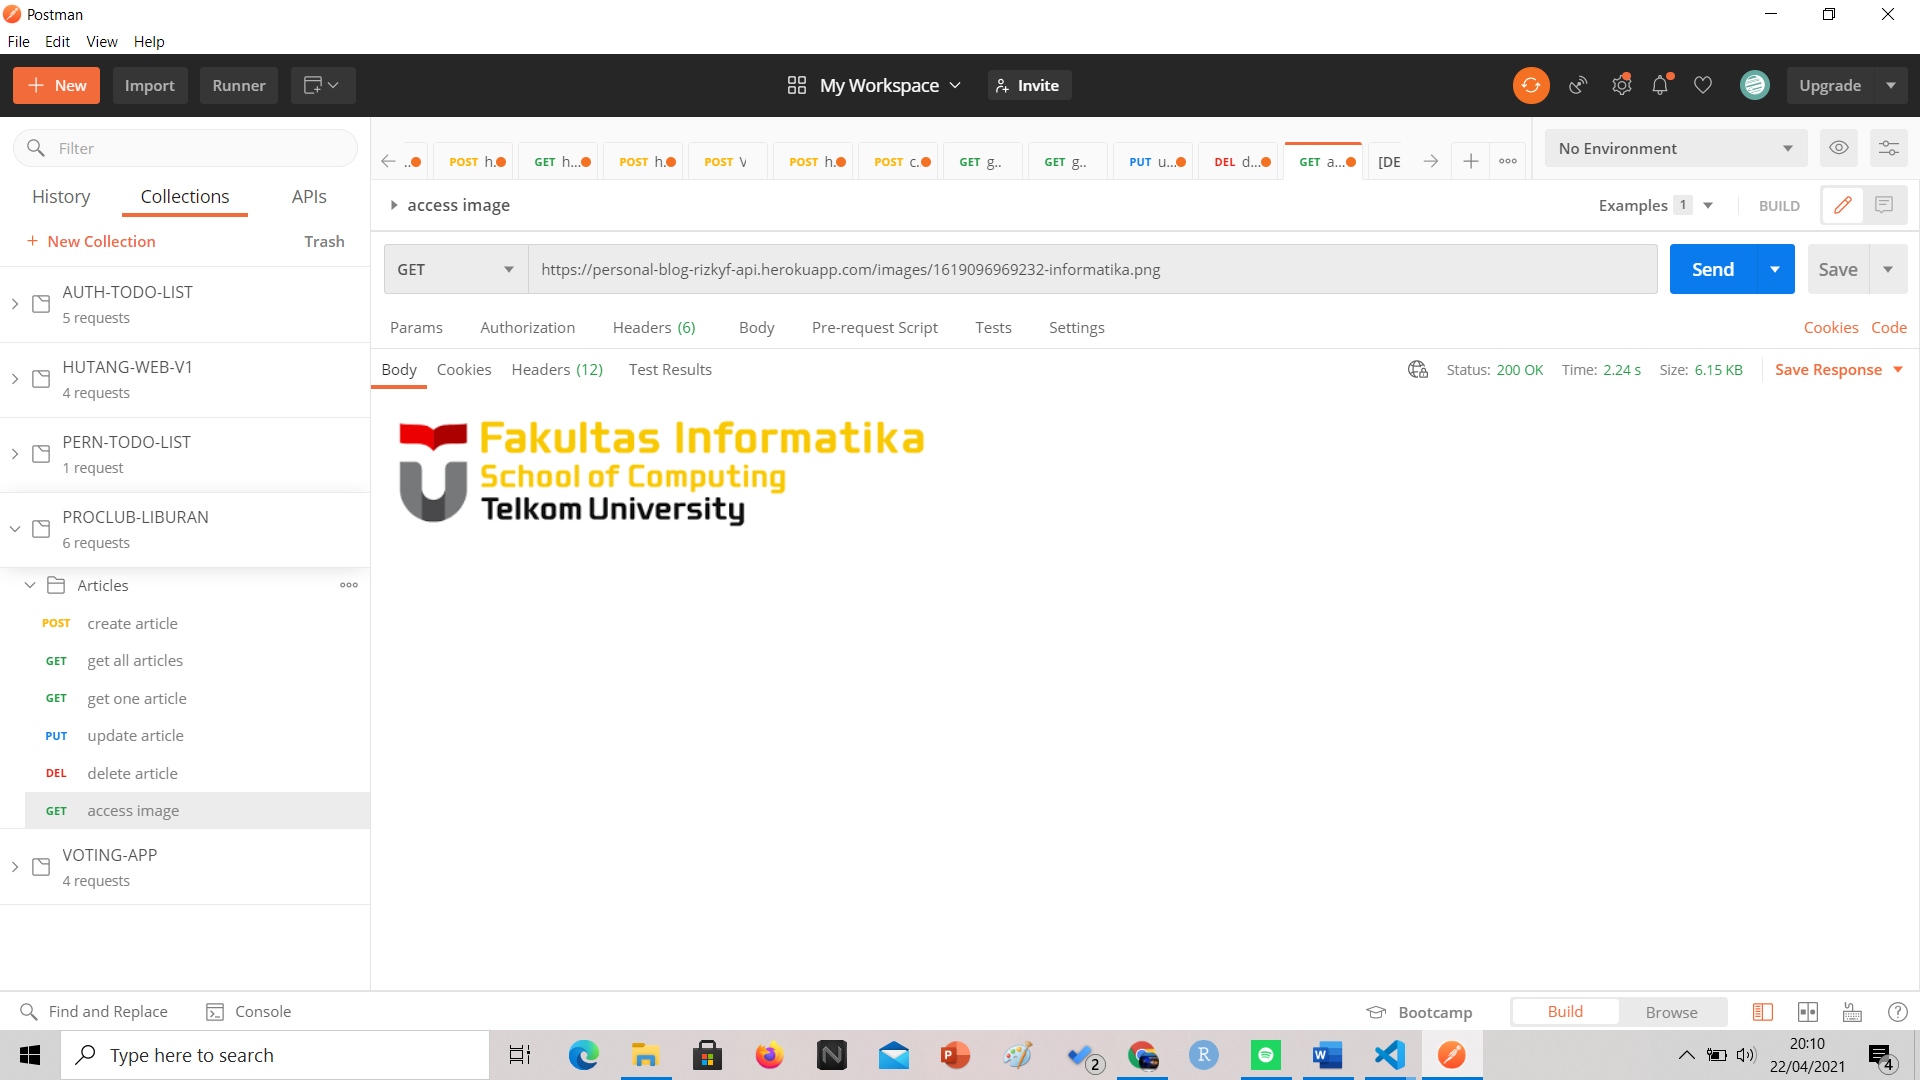 Postman
File Edit View Help
New Import Runner My Workspace Invite Upgrade
Filter
History Collections APIs
New Collection Trash
AUTH-TODO-LIST
5 requests
HUTANG-WEB-V1
4 requests
PERN-TODO-LIST
1 request
PROCLUB-LIBURAN
6 requests
Articles
POST create article
GET get all articles
GET get one article
PUT update article
DEL delete article
GET access image
VOTING-APP
4 requests
... POST h... GET h... POST h... POST V POST h... POST c... GET g.. GET g.. PUT u... DEL d... GET a... [DE
No Environment
access image
Examples 1 BUILD
GET https://personal-blog-rizkyf-api.herokuapp.com/images/1619096969232-informatika.png Send Save
Params Authorization Headers (6) Body Pre-request Script Tests Settings Cookies Code
Body Cookies Headers (12) Test Results Status: 200 OK Time: 2.24 s Size: 6.15 KB Save Response
Fakultas Informatika
School of Computing
Telkom University
Find and Replace Console Bootcamp Build Browse
Type here to search
2
20:10
22/04/2021
4